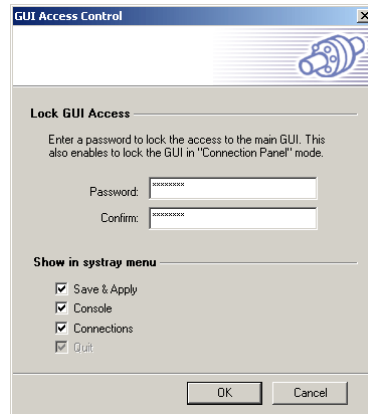 GUI Access Control
Lock GUI Access
Enter a password to lock the access to the main GUI. This
also enables to lock the GUI in "Connection Panel" mode.
Password: xxxxxxxx
Confirm: xxxxxxxx
Show in systray menu
Save & Apply
Console
Connections
Quit
OK Cancel